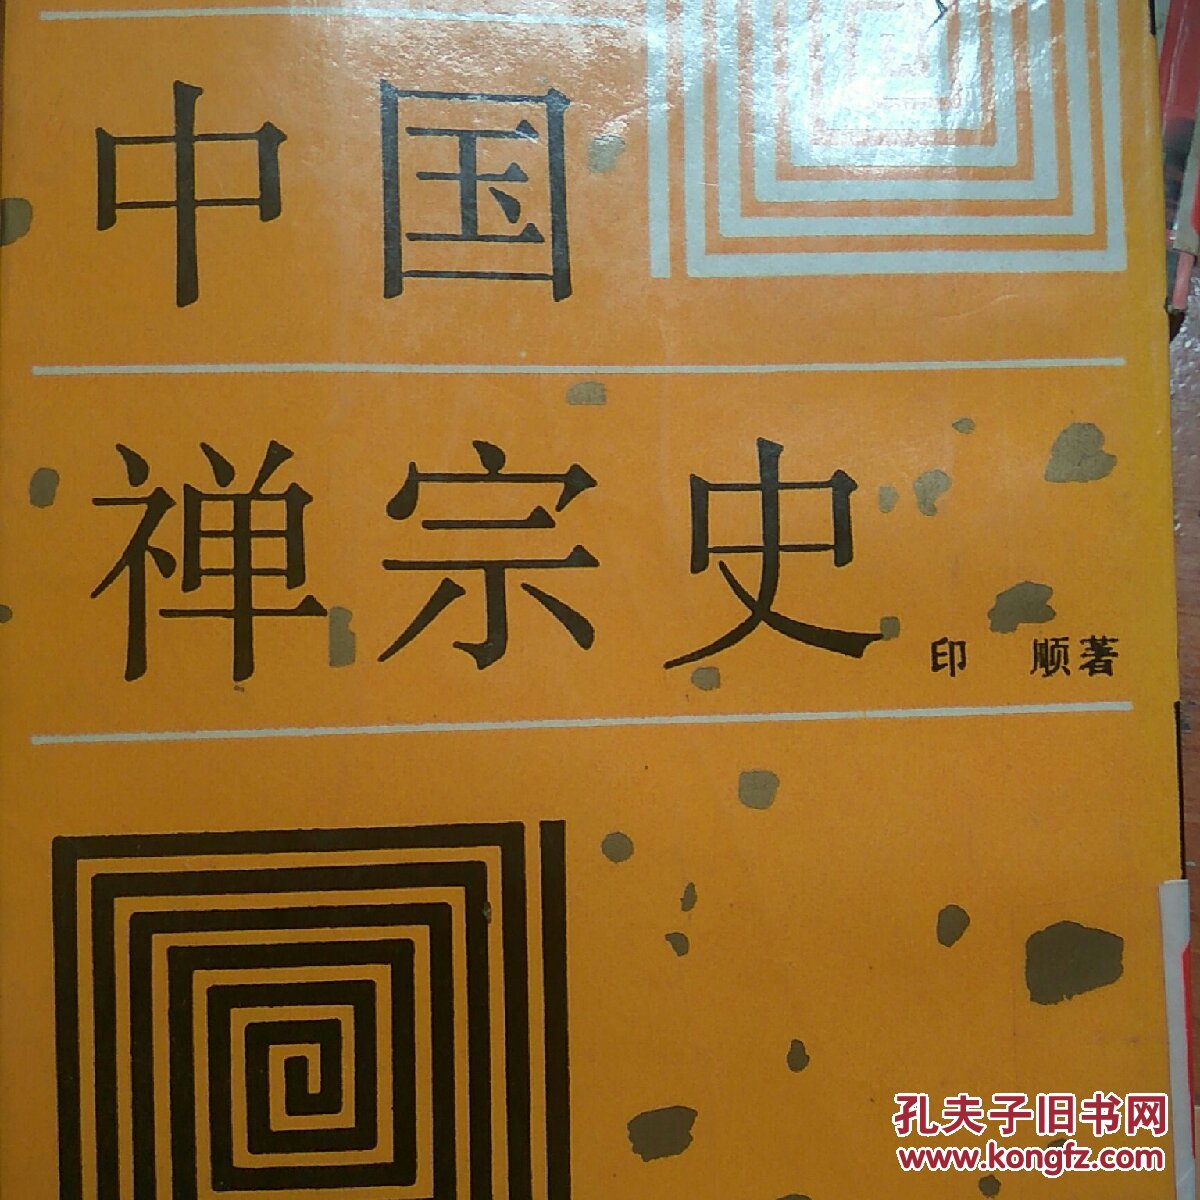 中国
禅宗史
印 顺著
孔夫子旧书网
www.kongfz.com